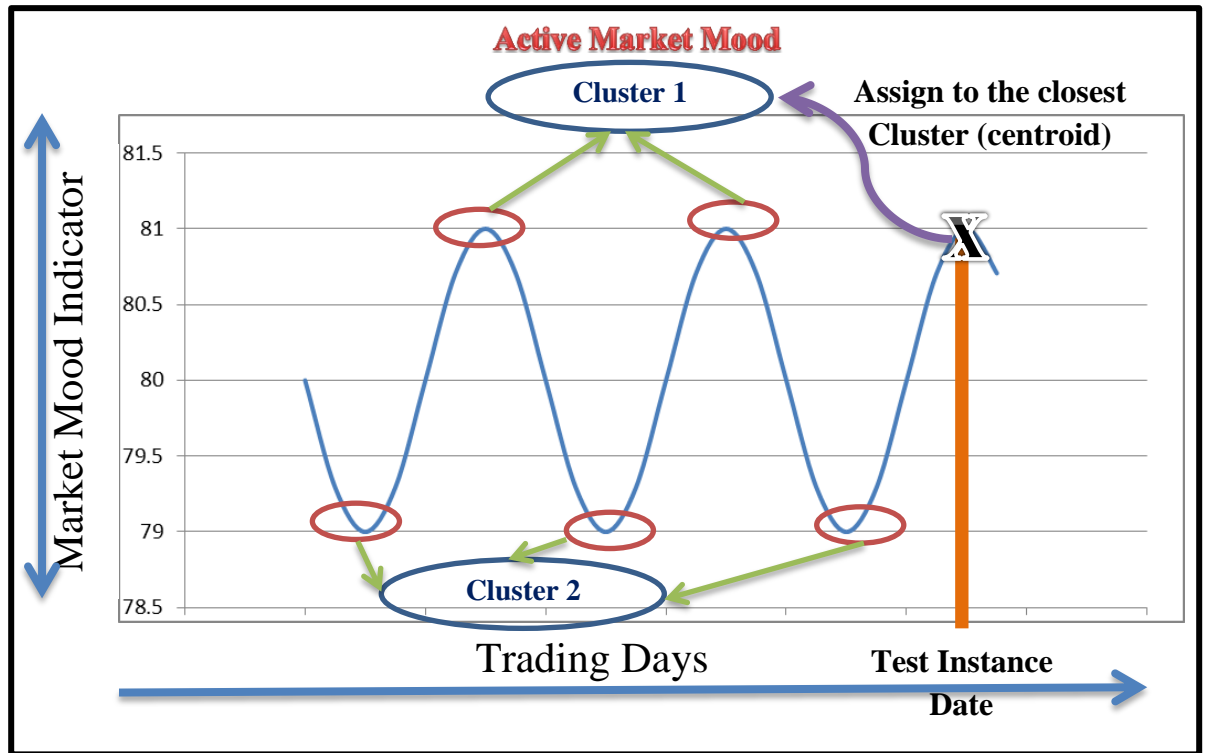 Active Market Mood
Cluster 1
Assign to the closest
Cluster (centroid)
Market Mood Indicator
81.5
81
80.5
80
79.5
79
78.5
X
Cluster 2
Trading Days
Test Instance
Date